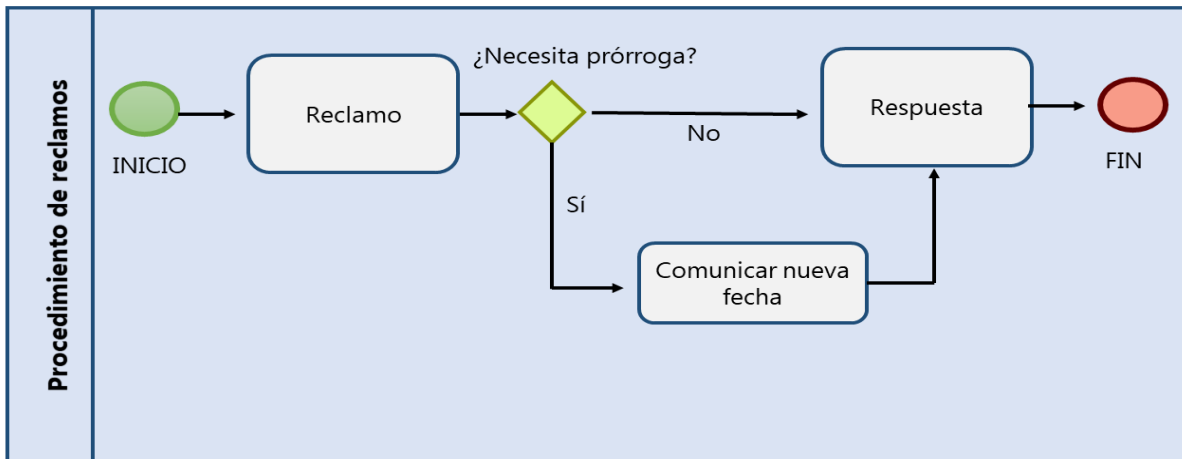 Procedimiento de reclamos
INICIO
Reclamo
¿Necesita prórroga?
No
Sí
Comunicar nueva
fecha
Respuesta
FIN